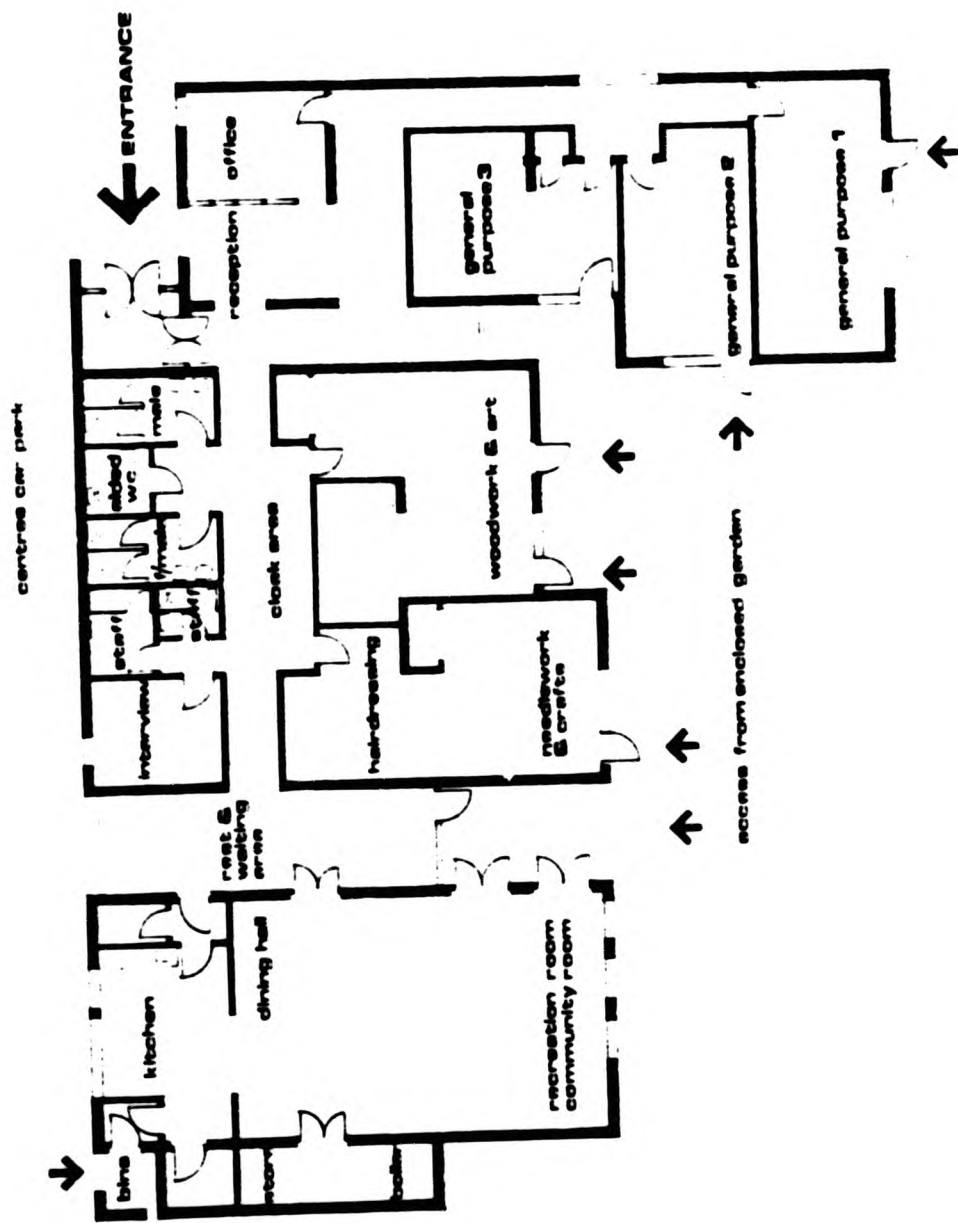 centres car park
ENTRANCE
bins
kitchen
interview
staff
staff
f/male
aided
wc
male
reception
office
rest &
waiting
area
dining hall
cloak area
store
boiler
hairdressing
general
purpose 3
recreation room
community room
needlework
& crafts
woodwork & art
general purpose 2
general purpose 1
access from enclosed garden